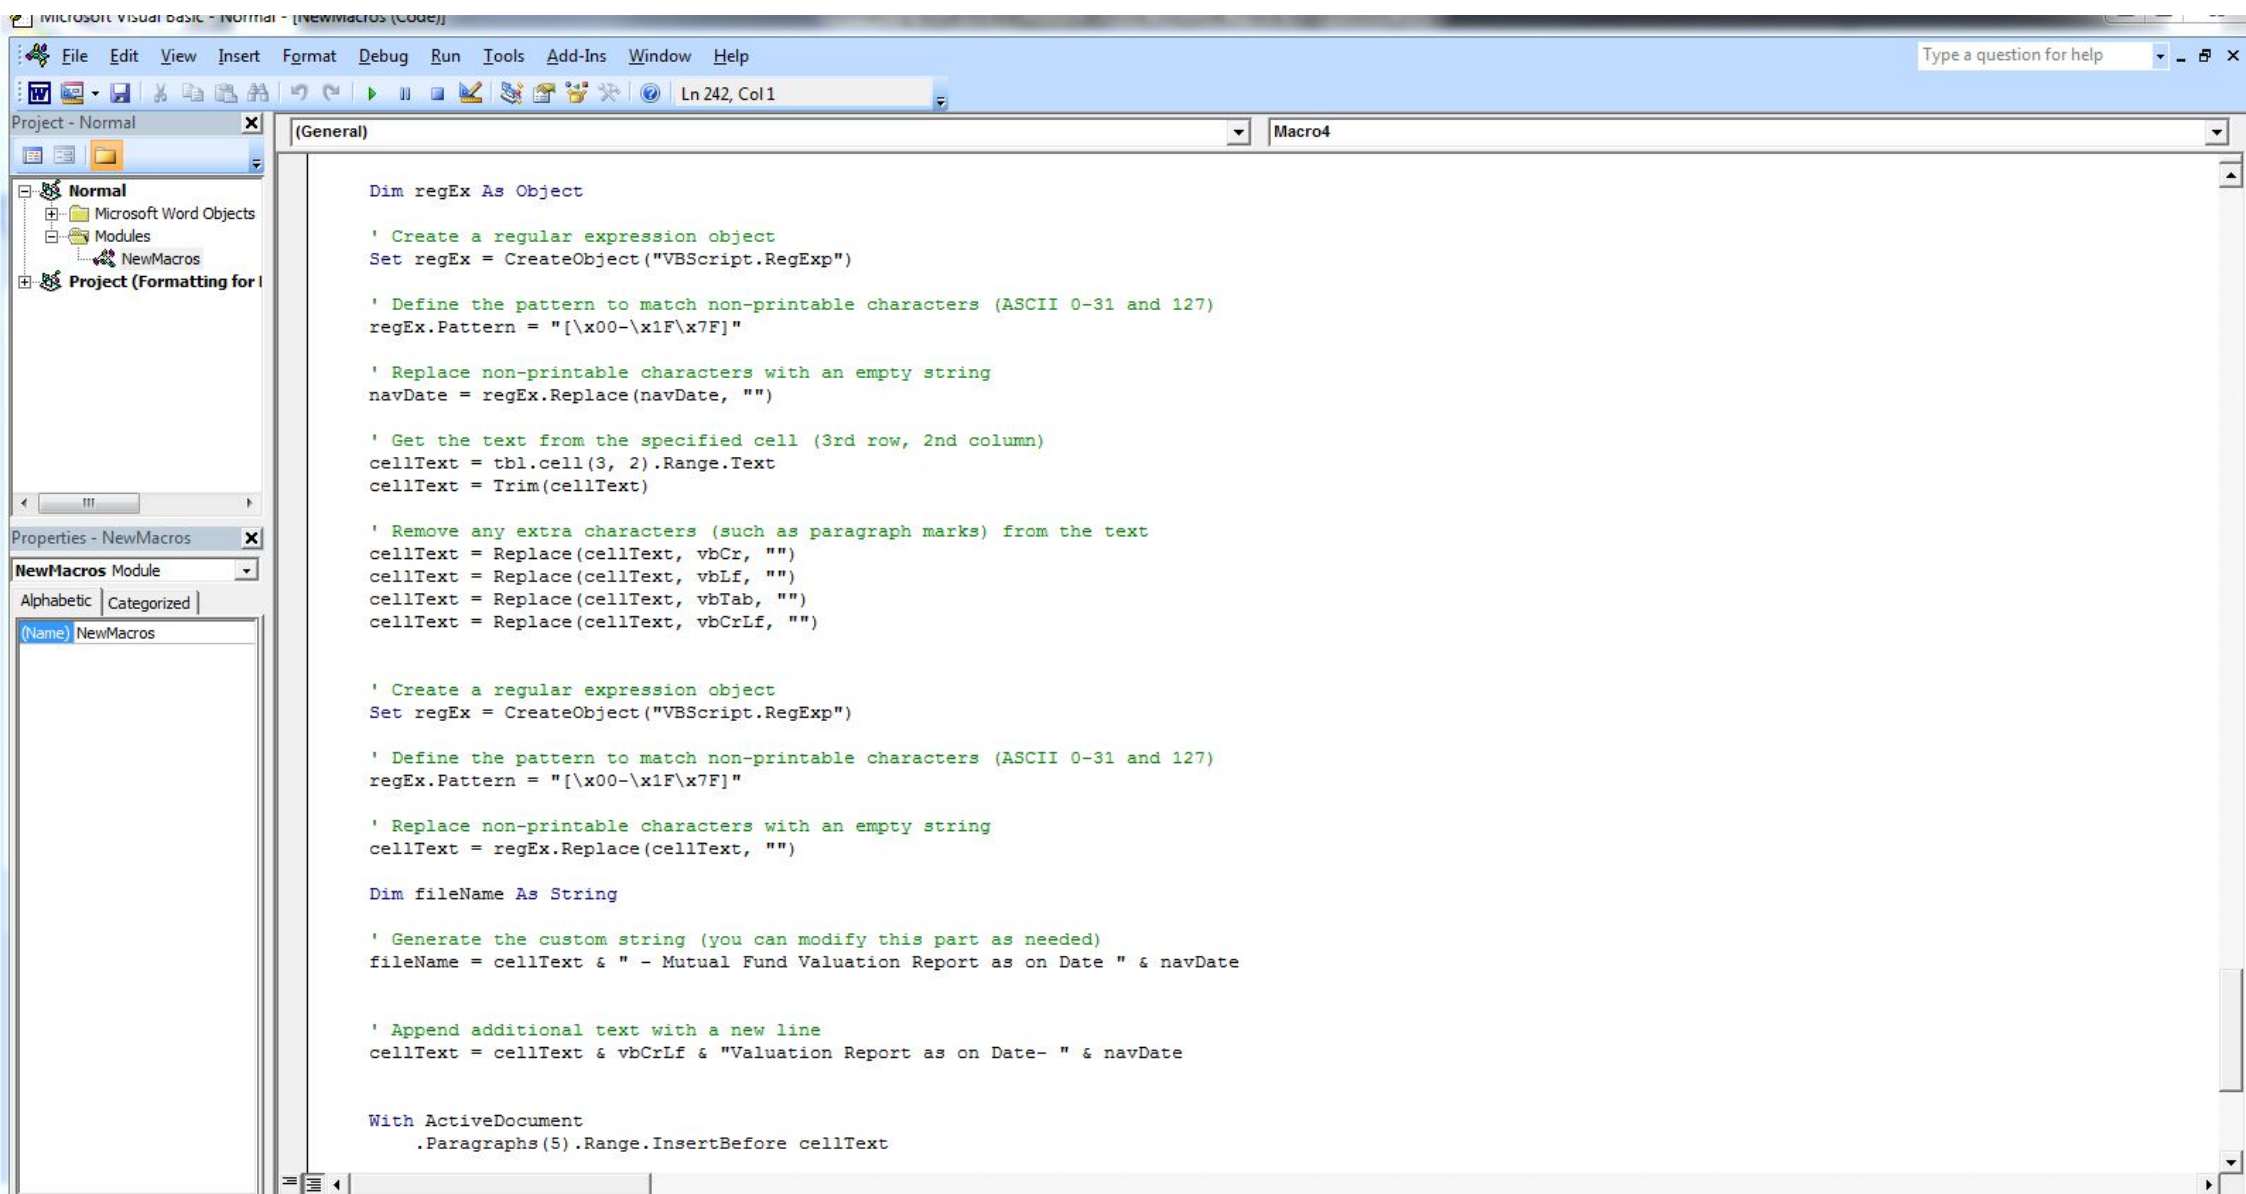 Microsoft Visual Basic - Normal - [NewMacros (Code)]
File Edit View Insert Format Debug Run Tools Add-Ins Window Help
Type a question for help
Ln 242, Col 1
Project - Normal
(General)
Macro4
Normal
Microsoft Word Objects
Modules
NewMacros
Project (Formatting for
Properties - NewMacros
NewMacros Module
Alphabetic Categorized
(Name) NewMacros
Dim regEx As Object
' Create a regular expression object
Set regEx = CreateObject("VBScript.RegExp")
' Define the pattern to match non-printable characters (ASCII 0-31 and 127)
regEx.Pattern = "[\x00-\x1F\x7F]"
' Replace non-printable characters with an empty string
navDate = regEx.Replace(navDate, "")
' Get the text from the specified cell (3rd row, 2nd column)
cellText = tbl.cell(3, 2).Range.Text
cellText = Trim(cellText)
' Remove any extra characters (such as paragraph marks) from the text
cellText = Replace(cellText, vbCr, "")
cellText = Replace(cellText, vbLf, "")
cellText = Replace(cellText, vbTab, "")
cellText = Replace(cellText, vbCrLf, "")
' Create a regular expression object
Set regEx = CreateObject("VBScript.RegExp")
' Define the pattern to match non-printable characters (ASCII 0-31 and 127)
regEx.Pattern = "[\x00-\x1F\x7F]"
' Replace non-printable characters with an empty string
cellText = regEx.Replace(cellText, "")
Dim fileName As String
' Generate the custom string (you can modify this part as needed)
fileName = cellText & " - Mutual Fund Valuation Report as on Date " & navDate
' Append additional text with a new line
cellText = cellText & vbCrLf & "Valuation Report as on Date- " & navDate
With ActiveDocument
.Paragraphs(5).Range.InsertBefore cellText